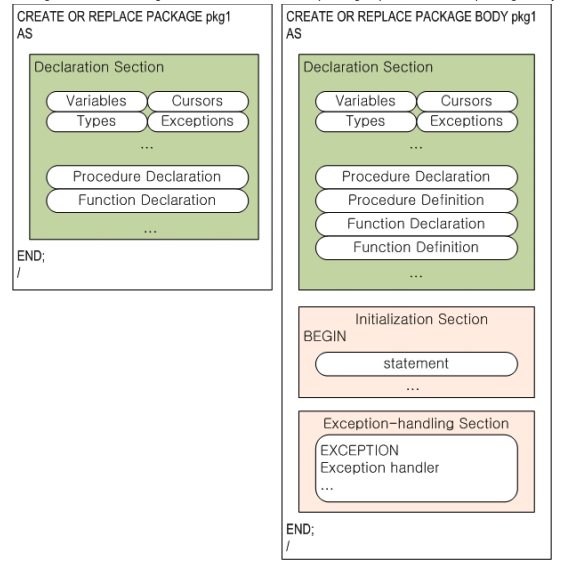 CREATE OR REPLACE PACKAGE pkg1
AS
Declaration Section
Variables Cursors
Types Exceptions
...
Procedure Declaration
Function Declaration
...
END;
/
CREATE OR REPLACE PACKAGE BODY pkg1
AS
Declaration Section
Variables Cursors
Types Exceptions
...
Procedure Declaration
Procedure Definition
Function Declaration
Function Definition
...
Initialization Section
BEGIN
statement
...
Exception-handling Section
EXCEPTION
Exception handler
...
END;
/